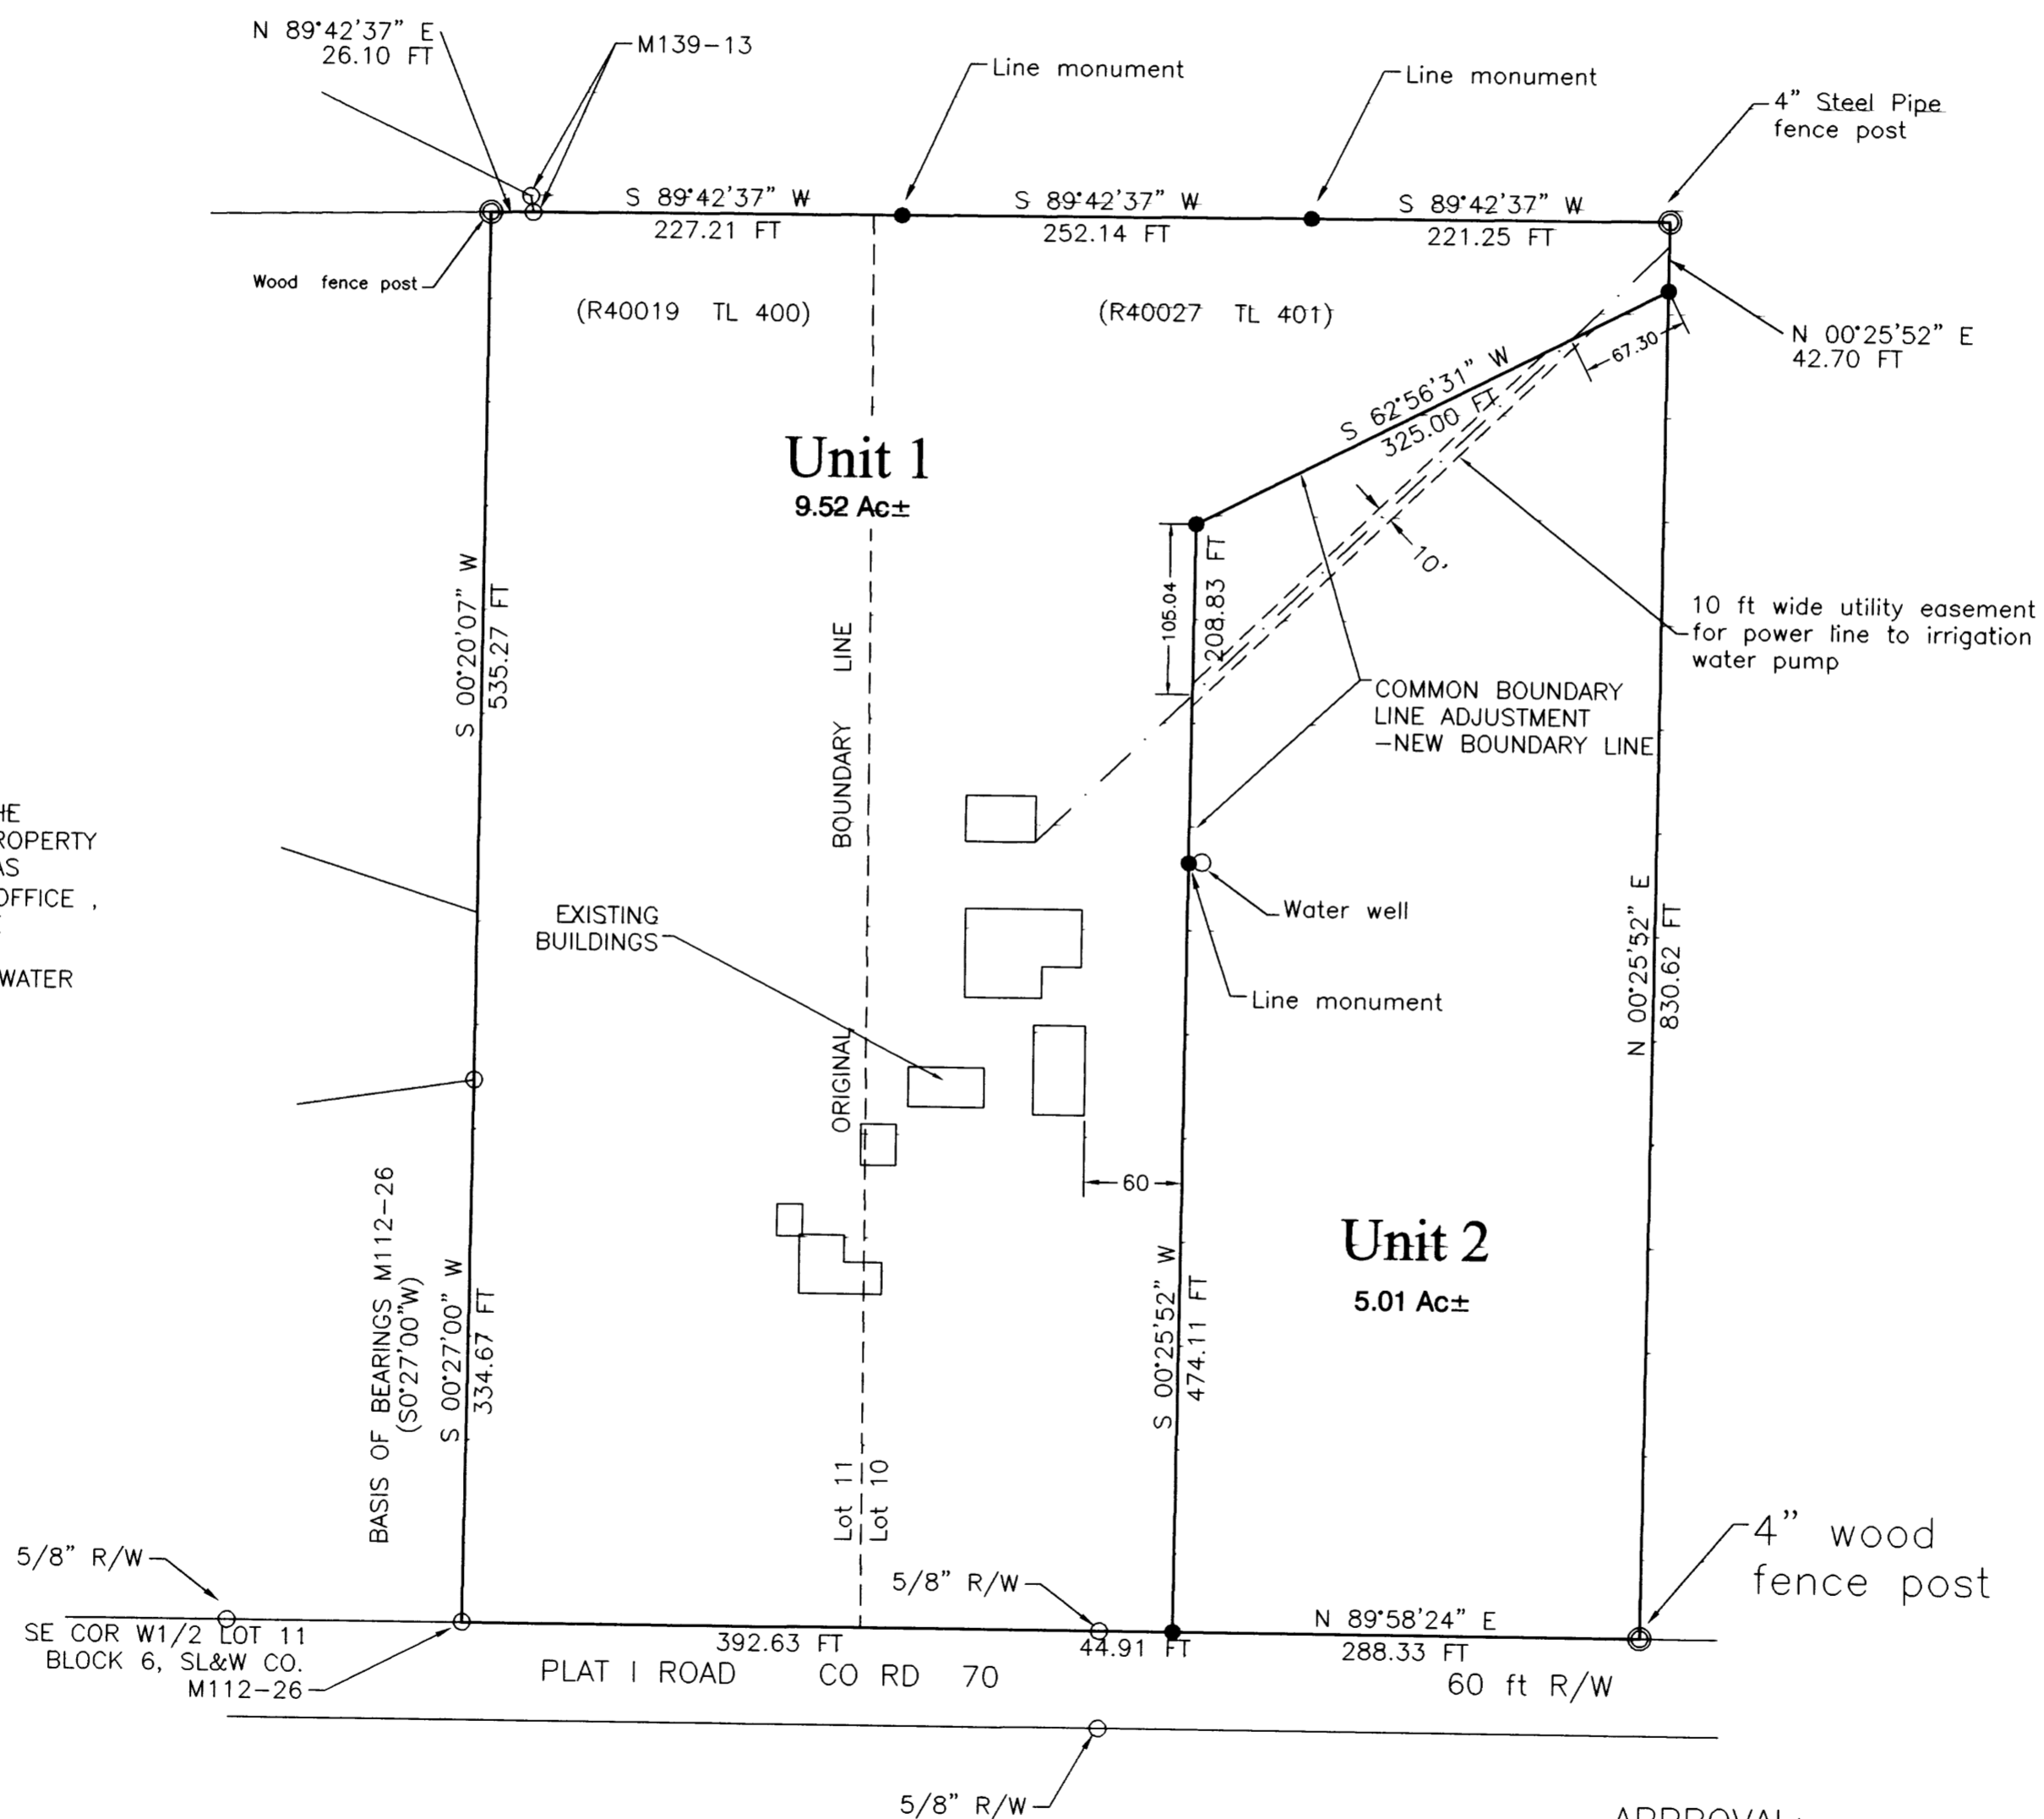 N 89°42'37" E
26.10 FT
M139-13
Line monument
Line monument
4" Steel Pipe
fence post
S 89°42'37" W
227.21 FT
S 89°42'37" W
252.14 FT
S 89°42'37" W
221.25 FT
Wood fence post
(R40019 TL 400)
(R40027 TL 401)
N 00°25'52" E
42.70 FT
67.30
S 62°56'31" W
325.00 FT
Unit 1
9.52 Ac±
S 00°20'07" W
535.27 FT
105.04
208.83 FT
10'
10 ft wide utility easement
for power line to irrigation
water pump
COMMON BOUNDARY
LINE ADJUSTMENT
-NEW BOUNDARY LINE
ORIGINAL BOUNDARY LINE
HE
ROPERTY
AS
OFFICE ,
WATER
EXISTING
BUILDINGS
Water well
Line monument
N 00°25'52" E
830.62 FT
60
Unit 2
5.01 Ac±
BASIS OF BEARINGS M112-26
(S0°27'00"W)
S 00°27'00" W
334.67 FT
S 00°25'52" W
474.11 FT
Lot 11
Lot 10
5/8" R/W
5/8" R/W
4" wood
fence post
SE COR W1/2 LOT 11
BLOCK 6, SL&W CO.
M112-26
392.63 FT
44.91 FT
N 89°58'24" E
288.33 FT
PLAT I ROAD CO RD 70
60 ft R/W
5/8" R/W
APPROVAL: